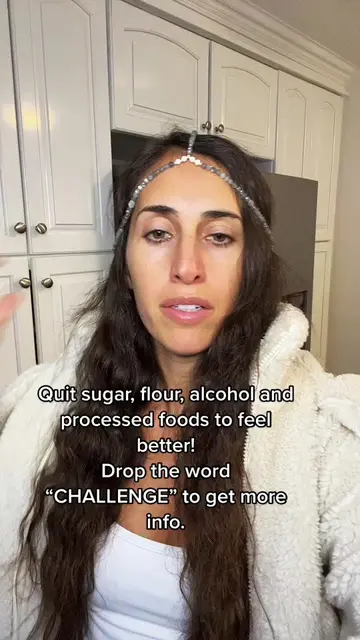 Quit sugar, flour, alcohol and
processed foods to feel
better!
Drop the word
“CHALLENGE” to get more
info.